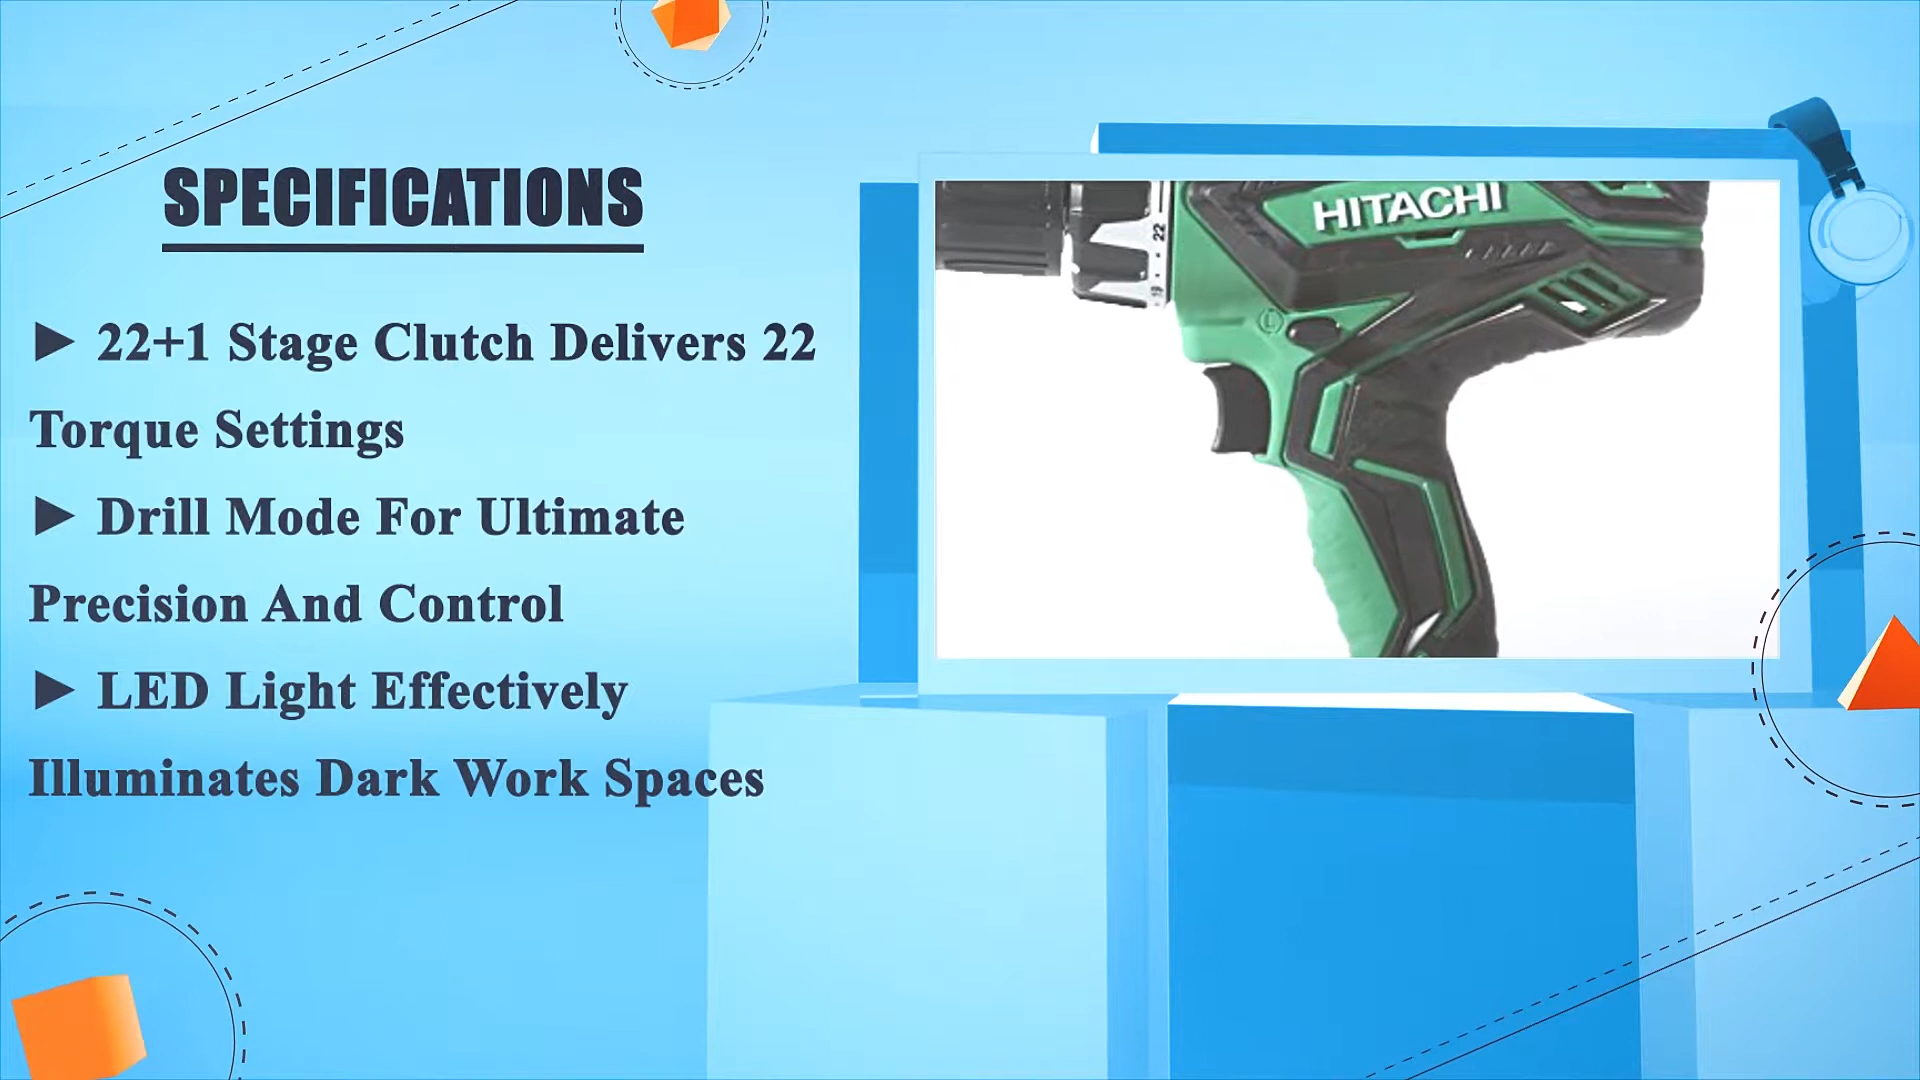 SPECIFICATIONS
► 22+1 Stage Clutch Delivers 22
Torque Settings
► Drill Mode For Ultimate
Precision And Control
► LED Light Effectively
Illuminates Dark Work Spaces
HITACHI
22